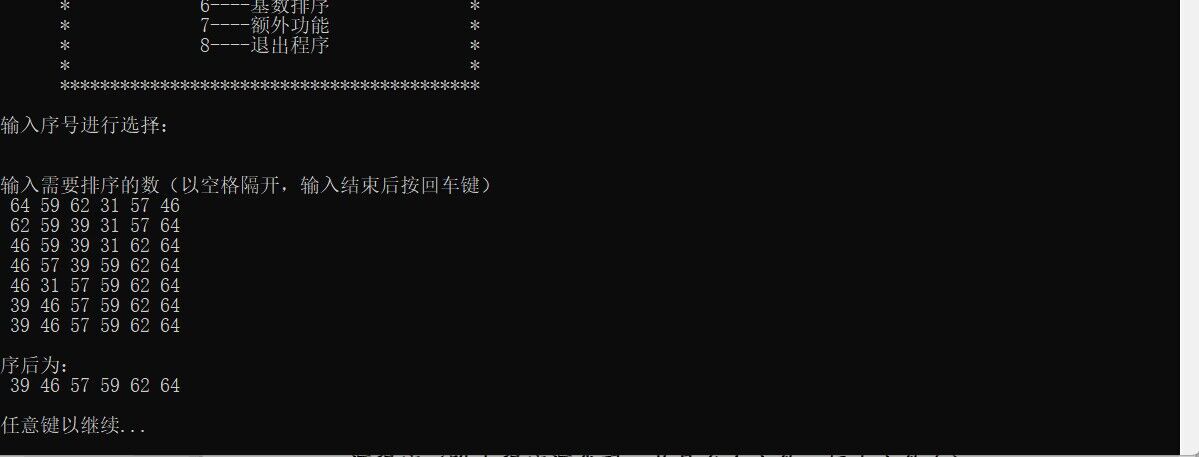 * 6----基数排序 *
* 7----额外功能 *
* 8----退出程序 *
* *
******************************************
输入序号进行选择:
输入需要排序的数（以空格隔开，输入结束后按回车键）
64 59 62 31 57 46
62 59 39 31 57 64
46 59 39 31 62 64
46 57 39 59 62 64
46 31 57 59 62 64
39 46 57 59 62 64
39 46 57 59 62 64
序后为:
39 46 57 59 62 64
任意键以继续...